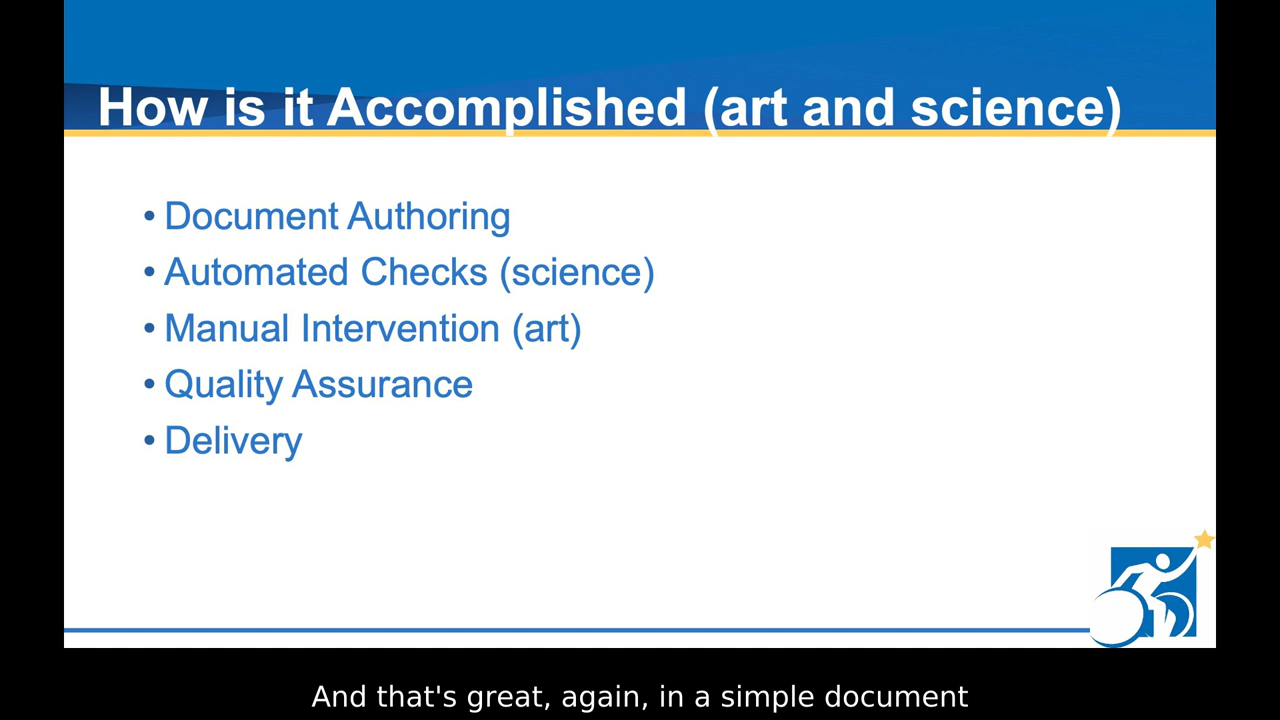 How is it Accomplished (art and science)
• Document Authoring
• Automated Checks (science)
• Manual Intervention (art)
• Quality Assurance
• Delivery
And that's great, again, in a simple document